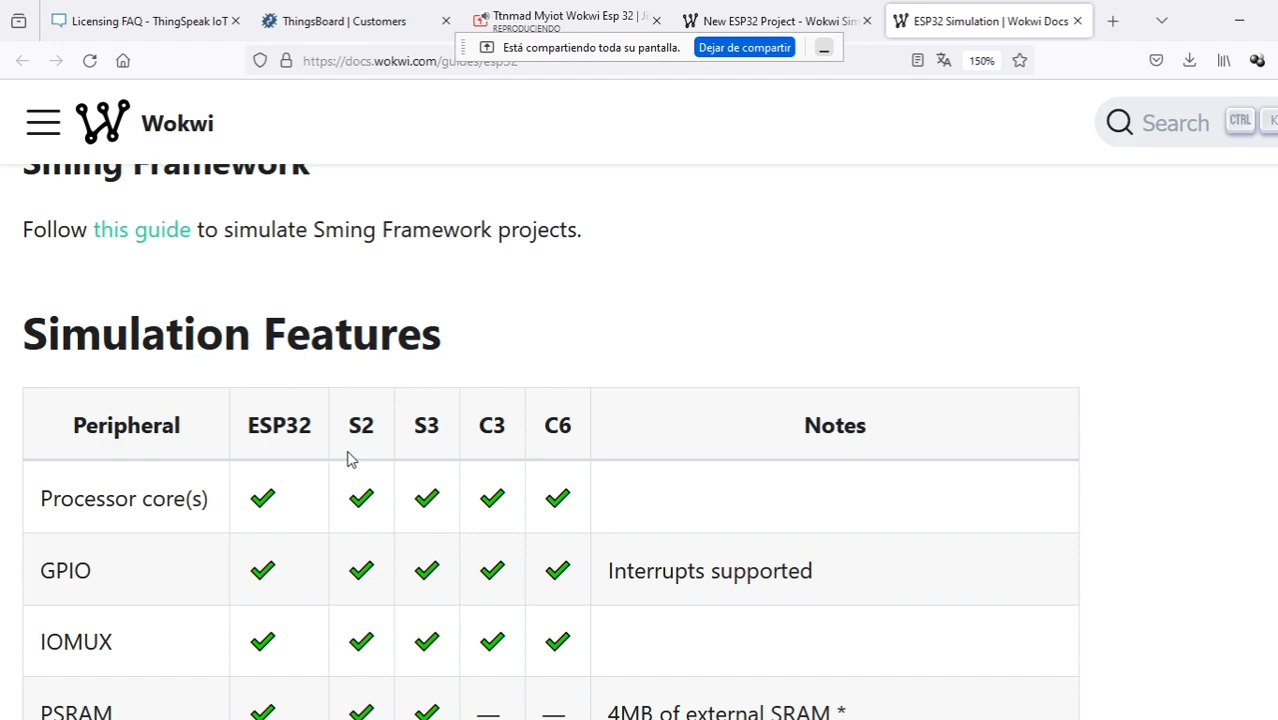 Licensing FAQ - ThingSpeak IoT
ThingsBoard | Customers
Ttnmad Myiot Wokwi Esp 32 | Ji
REPRODUCIENDO
New ESP32 Project - Wokwi Sim
ESP32 Simulation | Wokwi Docs
Está compartiendo toda su pantalla.
Dejar de compartir
https://docs.wokwi.com/guides/esp32
150%
Wokwi
Search
CTRL
K
Sming Framework
Follow this guide to simulate Sming Framework projects.
Simulation Features
Peripheral ESP32 S2 S3 C3 C6 Notes
Processor core(s) ✔ ✔ ✔ ✔ ✔
GPIO ✔ ✔ ✔ ✔ ✔ Interrupts supported
IOMUX ✔ ✔ ✔ ✔ ✔
PSRAM ✔ ✔ ✔ — — 4MB of external SRAM *